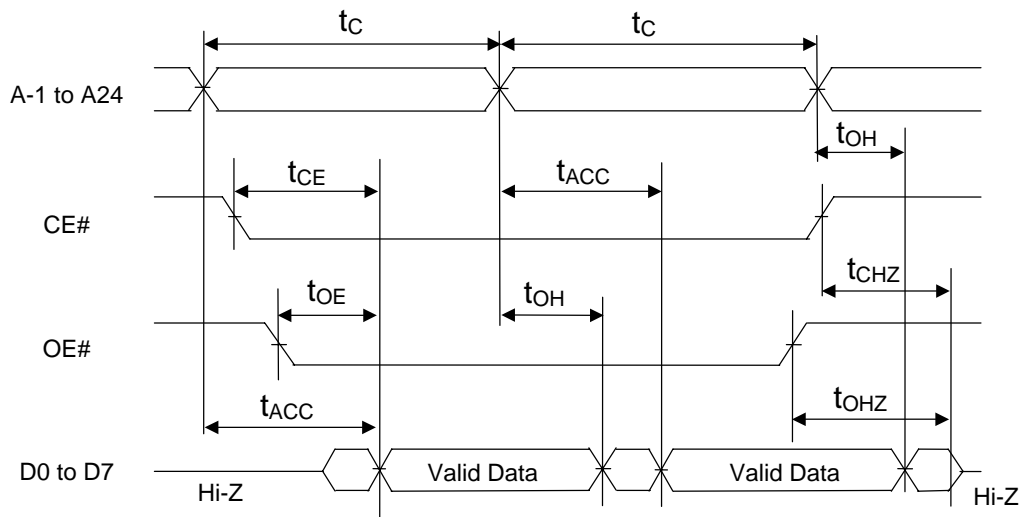 tC tC
A-1 to A24
tOH
tCE tACC
CE#
tCHZ
tOE tOH
OE#
tACC tOHZ
D0 to D7 Valid Data Valid Data
Hi-Z Hi-Z